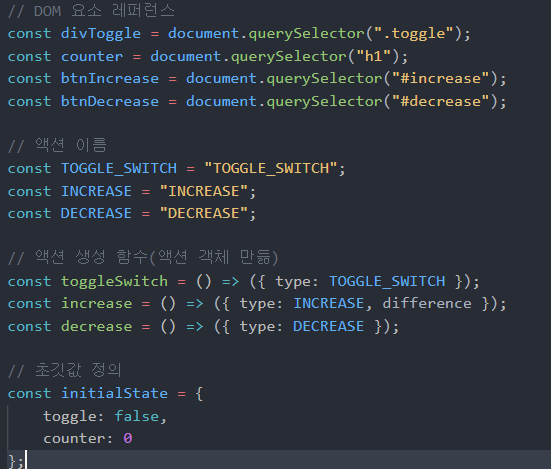 // DOM 요소 레퍼런스
const divToggle = document.querySelector(".toggle");
const counter = document.querySelector("h1");
const btnIncrease = document.querySelector("#increase");
const btnDecrease = document.querySelector("#decrease");

// 액션 이름
const TOGGLE_SWITCH = "TOGGLE_SWITCH";
const INCREASE = "INCREASE";
const DECREASE = "DECREASE";

// 액션 생성 함수(액션 객체 만듦)
const toggleSwitch = () => ({ type: TOGGLE_SWITCH });
const increase = () => ({ type: INCREASE, difference });
const decrease = () => ({ type: DECREASE });

// 초깃값 정의
const initialState = {
    toggle: false,
    counter: 0
};